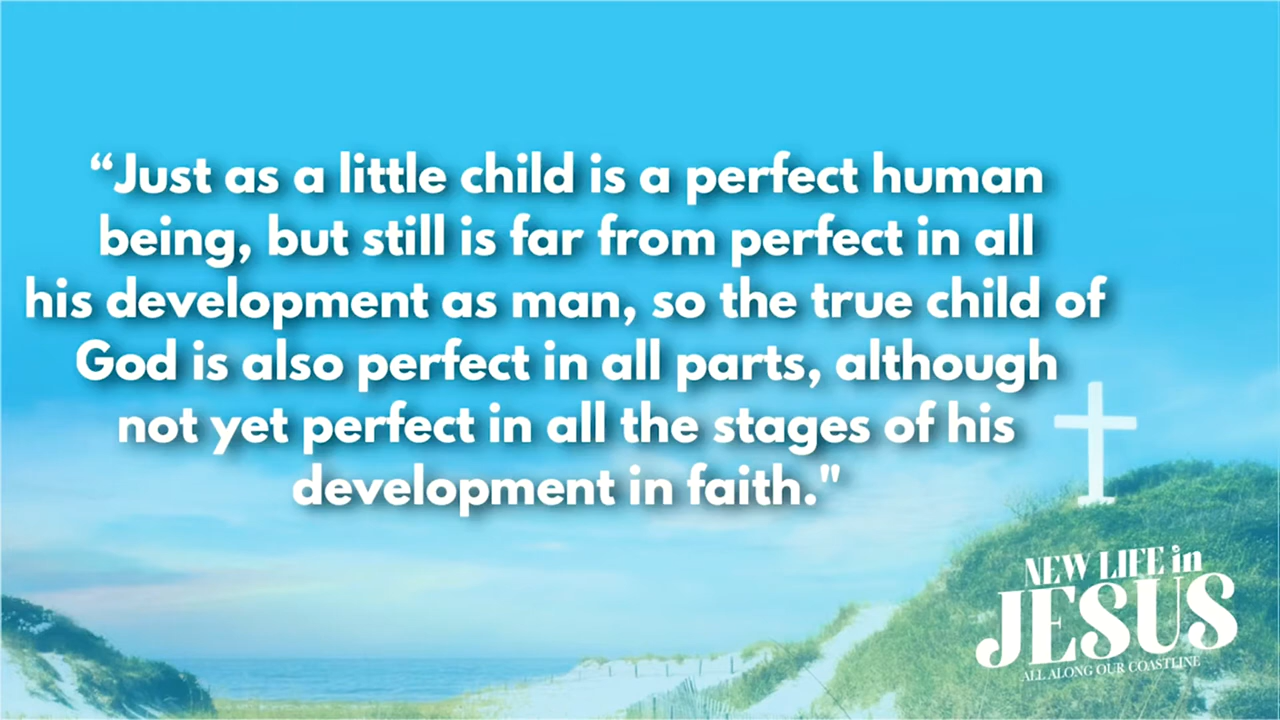 “Just as a little child is a perfect human
being, but still is far from perfect in all
his development as man, so the true child of
God is also perfect in all parts, although
not yet perfect in all the stages of his
development in faith."
NEW LIFE in
JESUS
ALL ALONG OUR COASTLINE